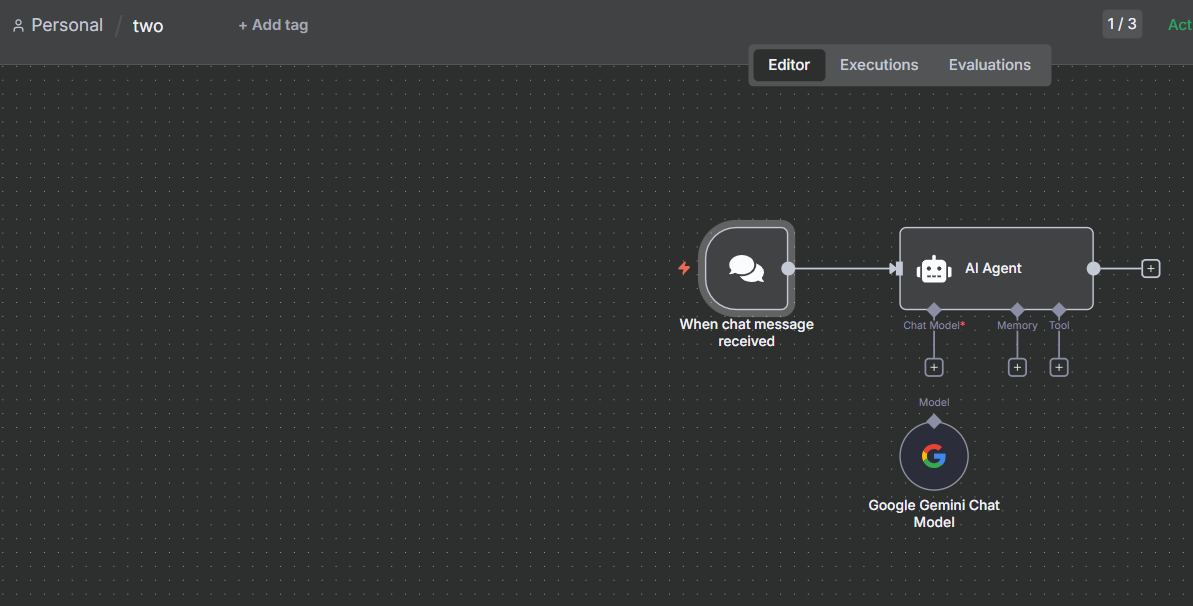 Personal / two
+ Add tag
1 / 3
Act
Editor
Executions
Evaluations
AI Agent
When chat message
received
Chat Model*
Memory
Tool
Model
Google Gemini Chat
Model